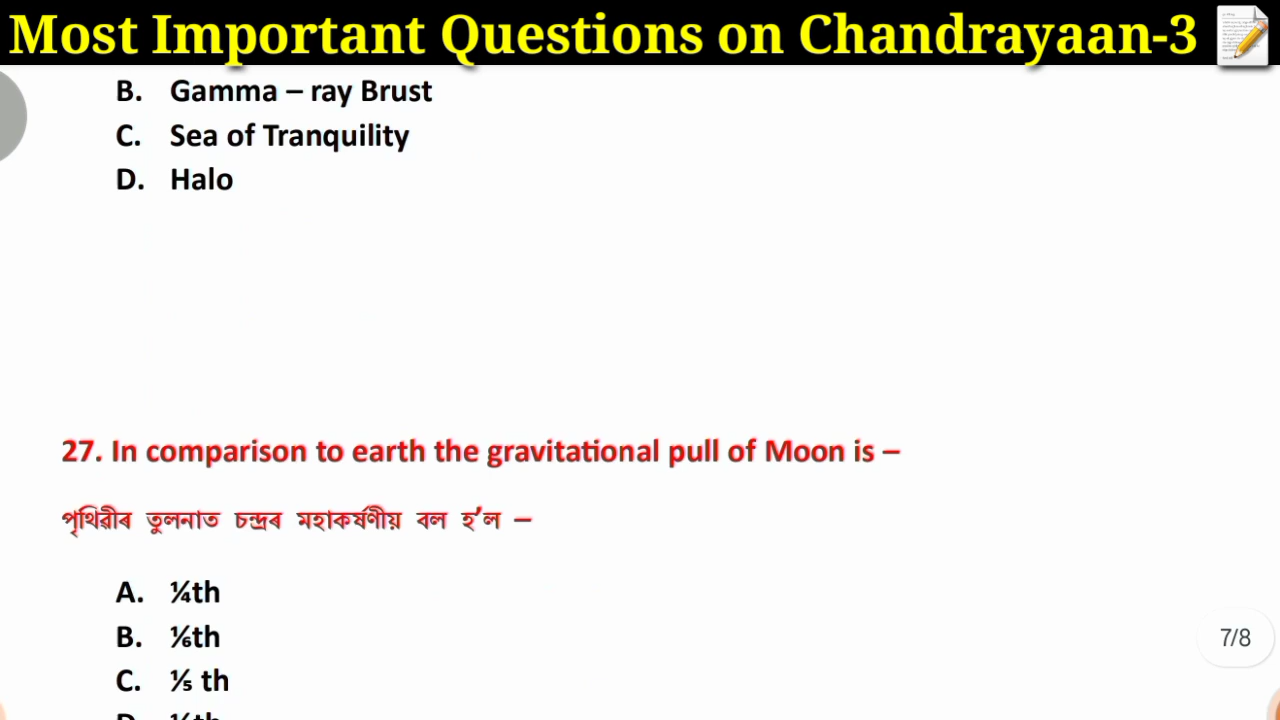 Most Important Questions on Chandrayaan-3
B. Gamma – ray Brust
C. Sea of Tranquility
D. Halo
27. In comparison to earth the gravitational pull of Moon is –
পৃথিৱীৰ তুলনাত চন্দ্ৰৰ মহাকৰ্ষণীয় বল হ’ল –
A. ¼th
B. ⅙th
C. ⅕ th
7/8
D.